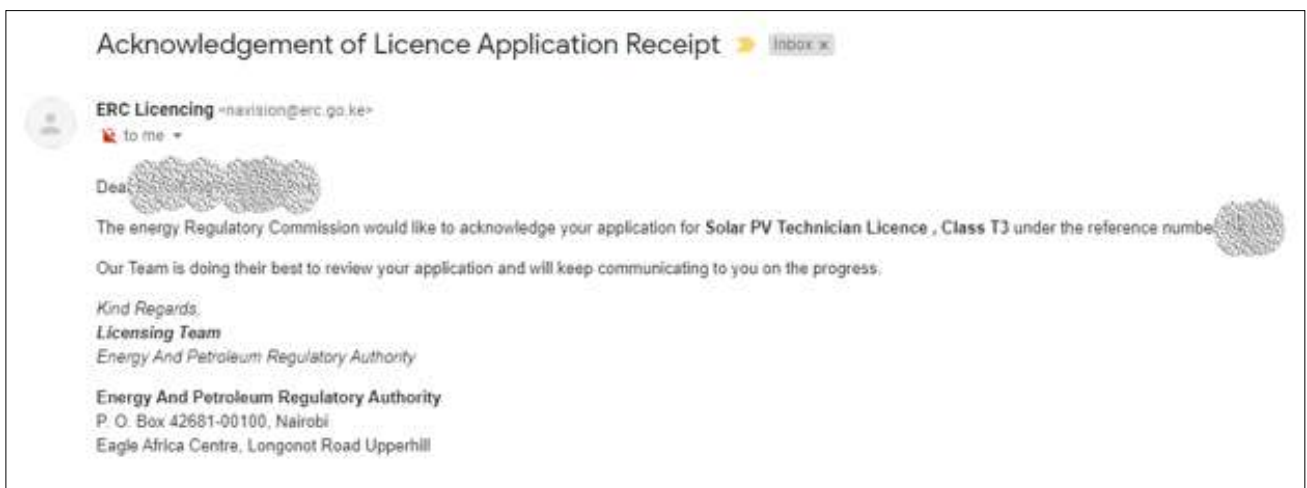 Acknowledgement of Licence Application Receipt Inbox x
ERC Licencing <navision@erc.go.ke>
to me
Dea
The energy Regulatory Commission would like to acknowledge your application for Solar PV Technician Licence , Class T3 under the reference numbe
Our Team is doing their best to review your application and will keep communicating to you on the progress.
Kind Regards,
Licensing Team
Energy And Petroleum Regulatory Authority
Energy And Petroleum Regulatory Authority
P. O. Box 42681-00100, Nairobi
Eagle Africa Centre, Longonot Road Upperhill